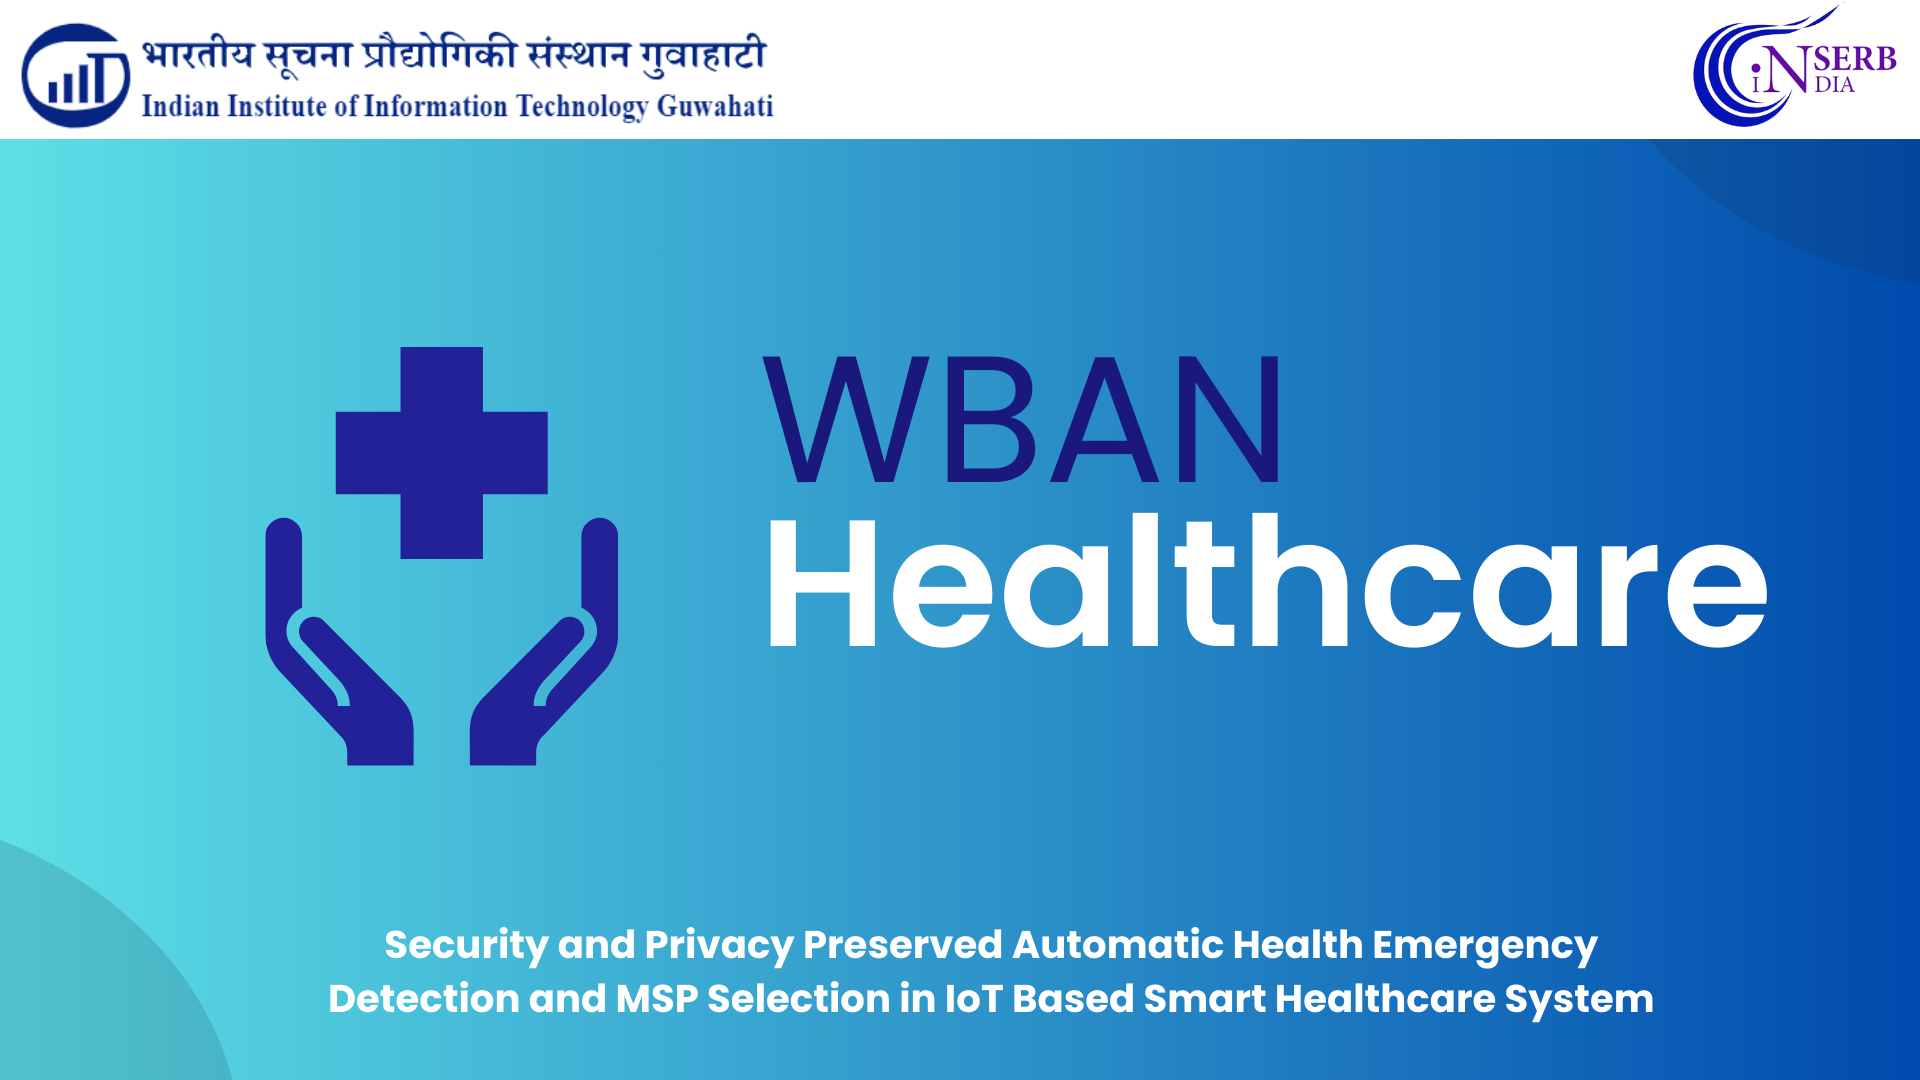 भारतीय सूचना प्रौद्योगिकी संस्थान गुवाहाटी
Indian Institute of Information Technology Guwahati
SERB
iNDIA
WBAN
Healthcare
Security and Privacy Preserved Automatic Health Emergency
Detection and MSP Selection in IoT Based Smart Healthcare System